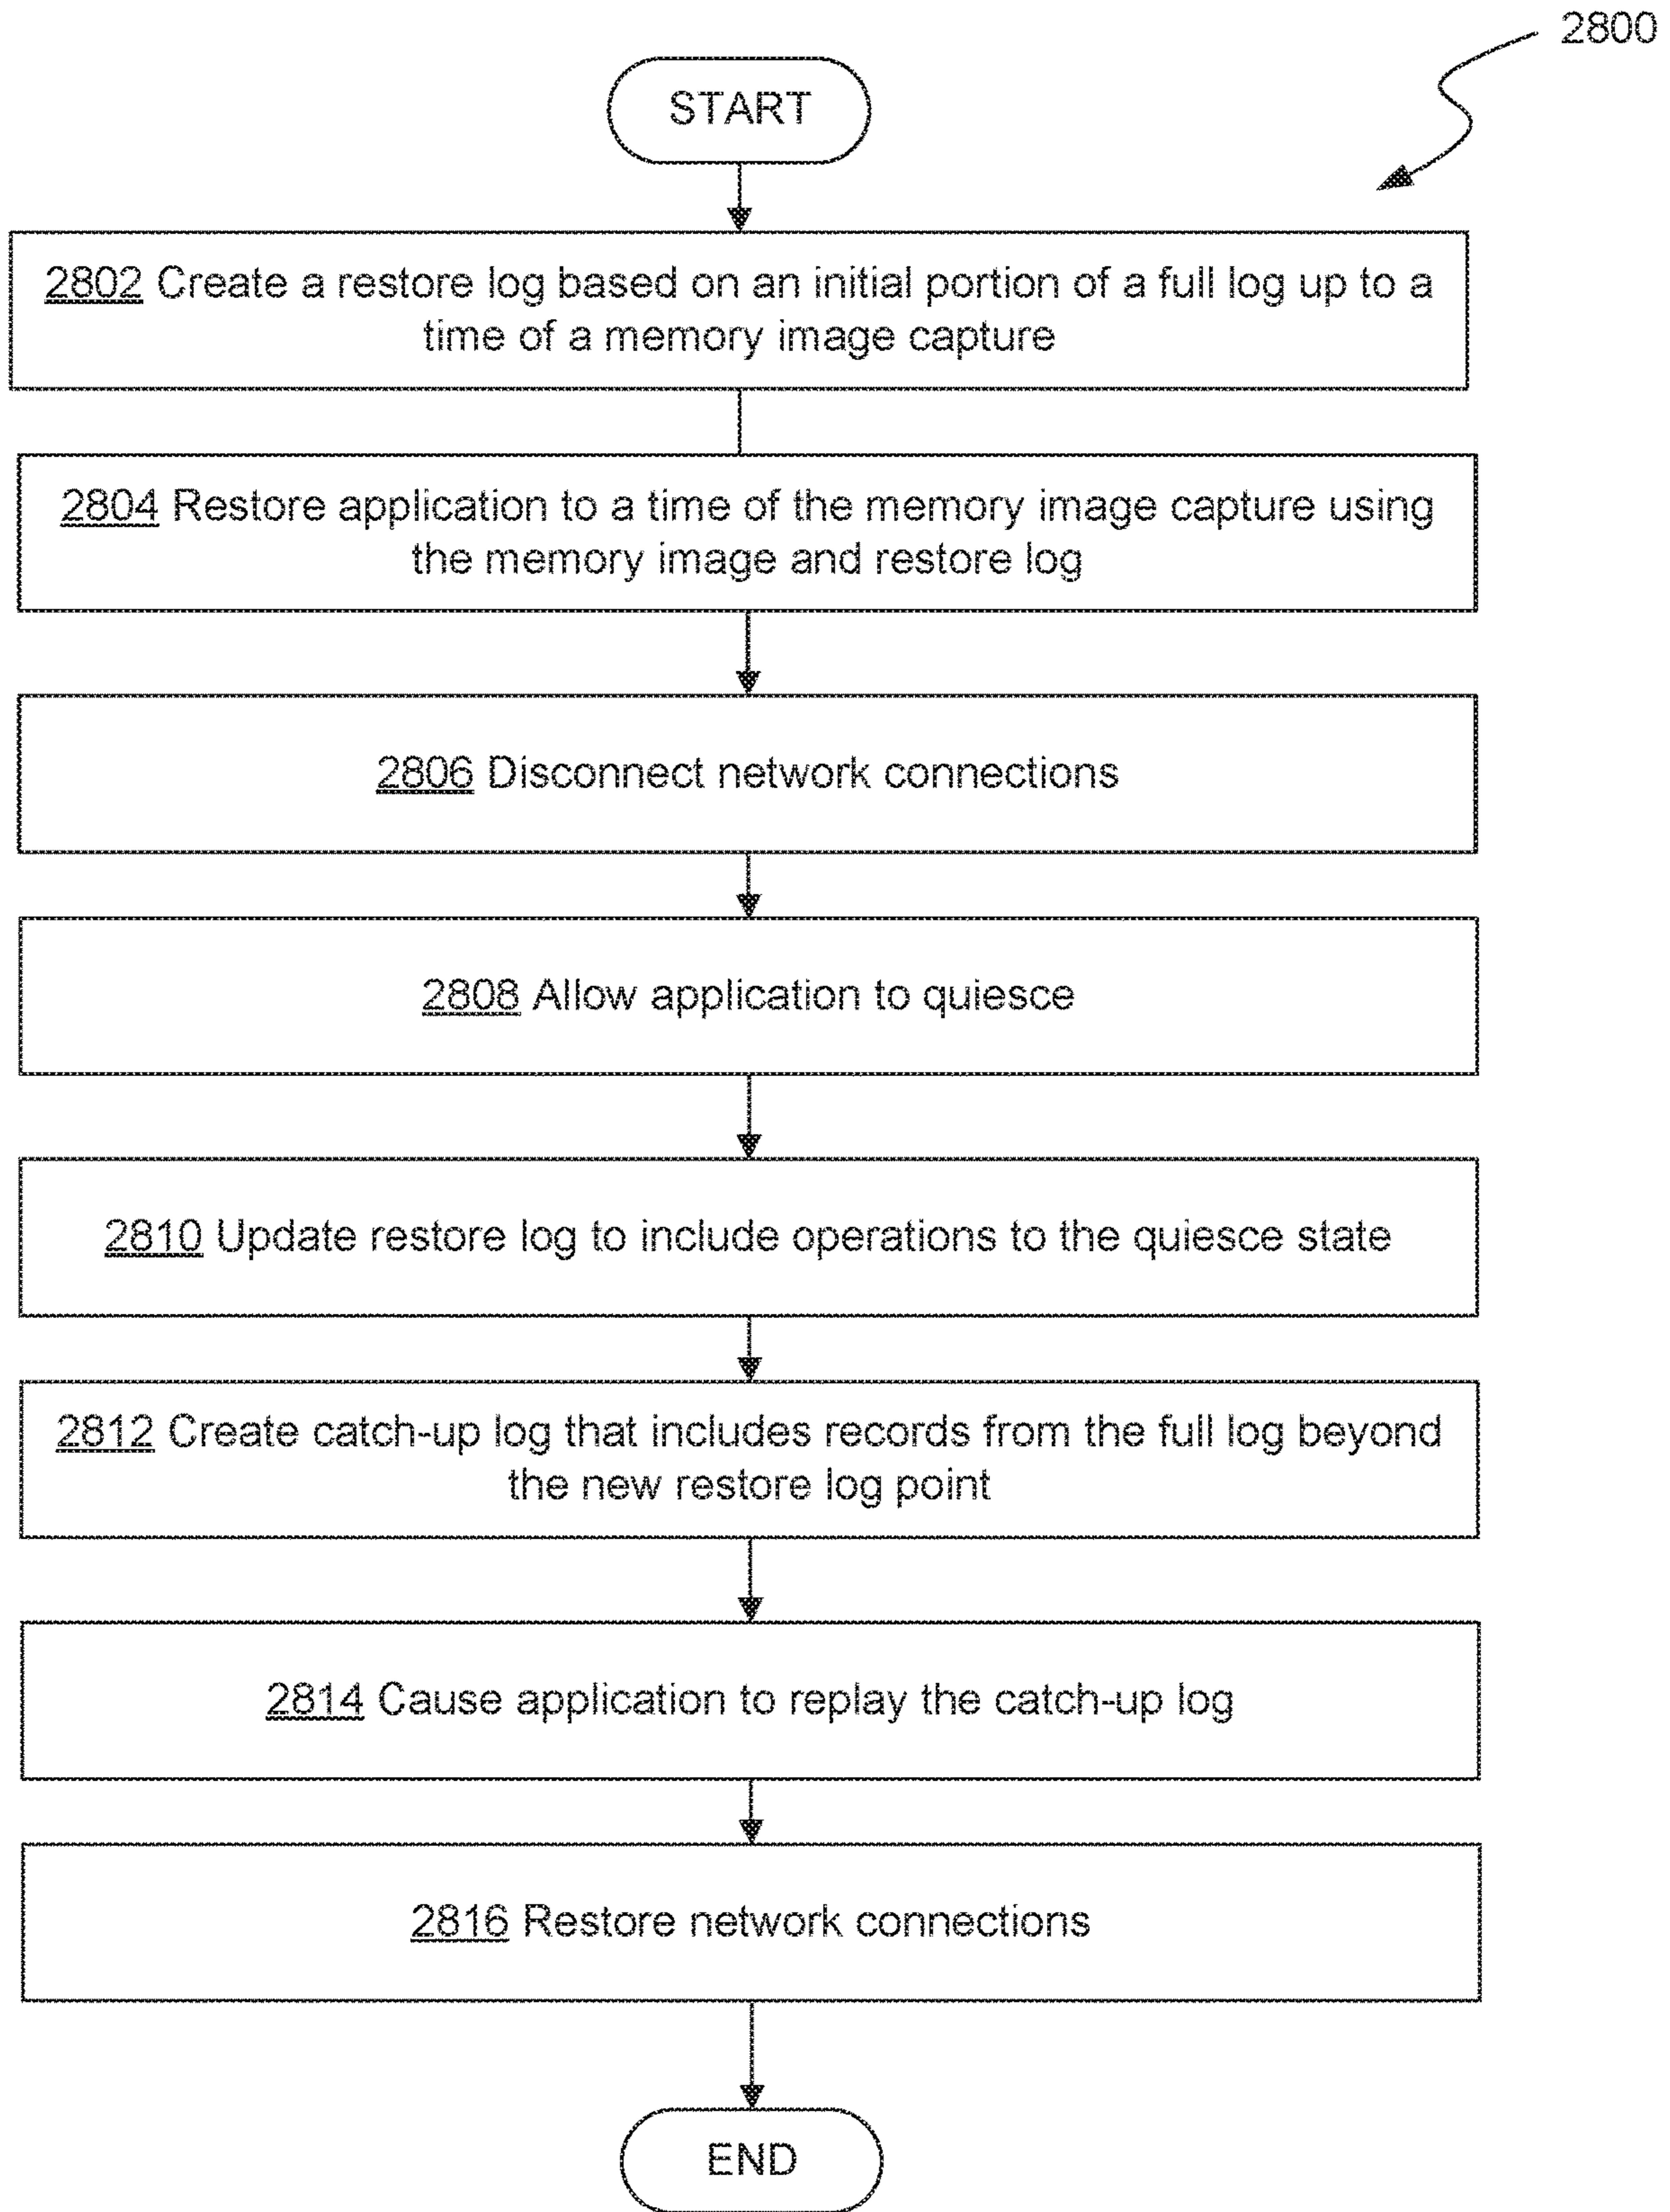 2800
START
2802 Create a restore log based on an initial portion of a full log up to a
time of a memory image capture
2804 Restore application to a time of the memory image capture using
the memory image and restore log
2806 Disconnect network connections
2808 Allow application to quiesce
2810 Update restore log to include operations to the quiesce state
2812 Create catch-up log that includes records from the full log beyond
the new restore log point
2814 Cause application to replay the catch-up log
2816 Restore network connections
END